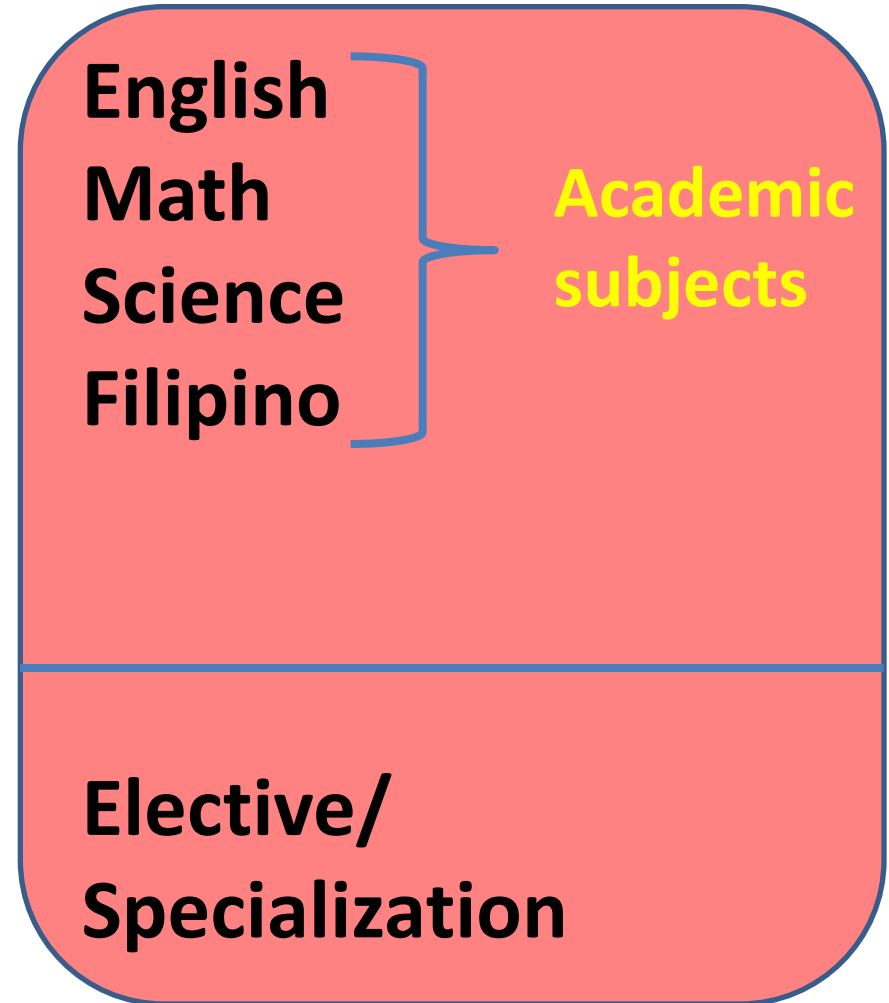 English
Math
Science
Filipino
Academic
subjects
Elective/
Specialization